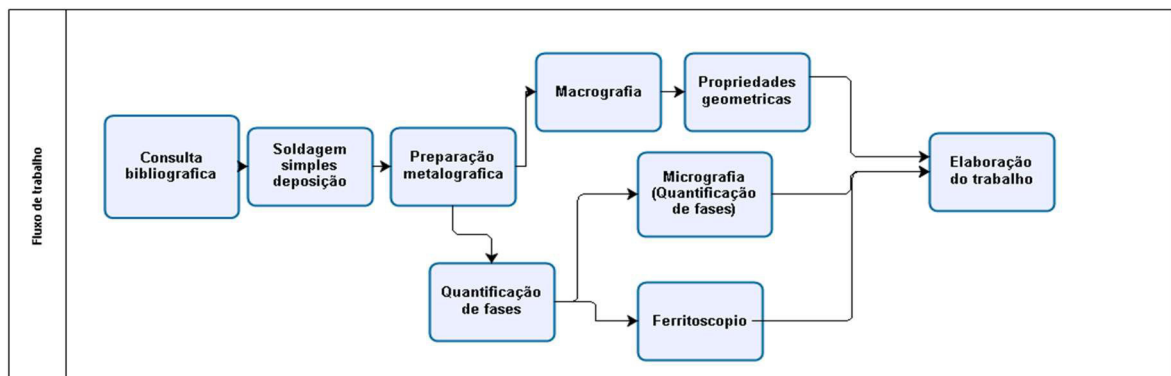 Fluxo de trabalho
Consulta
bibliografica
Soldagem
simples
deposição
Preparação
metalografica
Macrografia
Propriedades
geometricas
Quantificação
de fases
Micrografia
(Quantificação
de fases)
Ferritoscopio
Elaboração
do trabalho